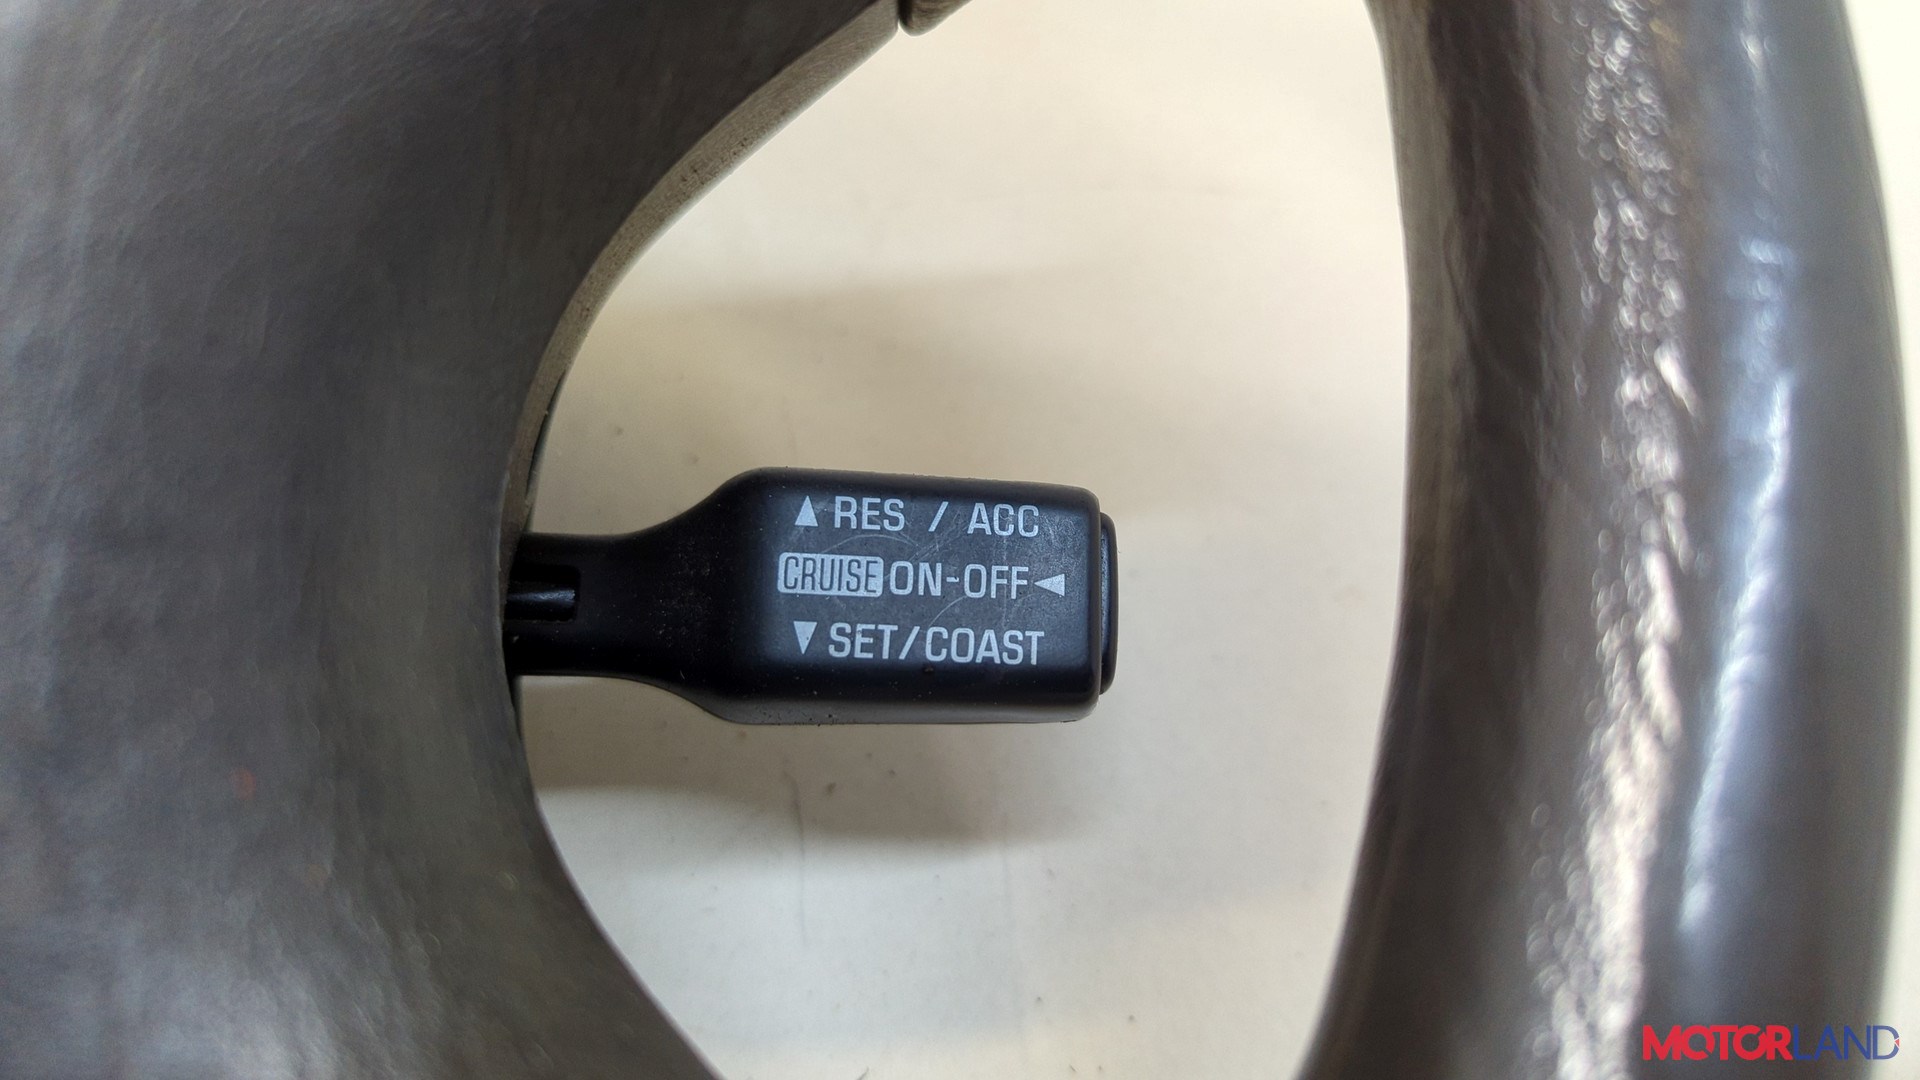 ▲ RES / ACC
CRUISE ON-OFF ◀
▼ SET/COAST
MOTORLAND